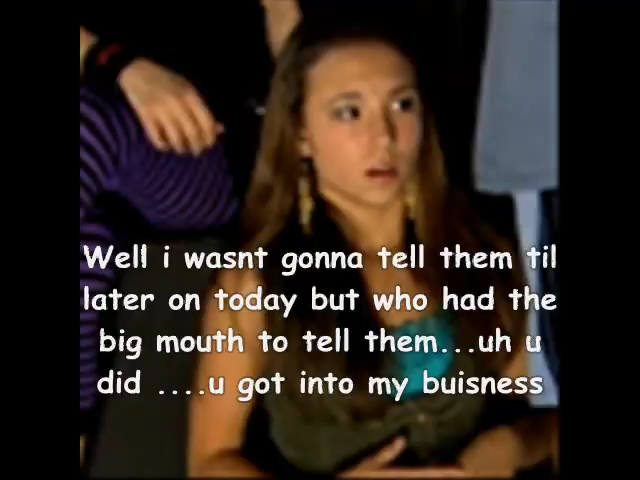 Well i wasnt gonna tell them til
later on today but who had the
big mouth to tell them...uh u
did ....u got into my buisness